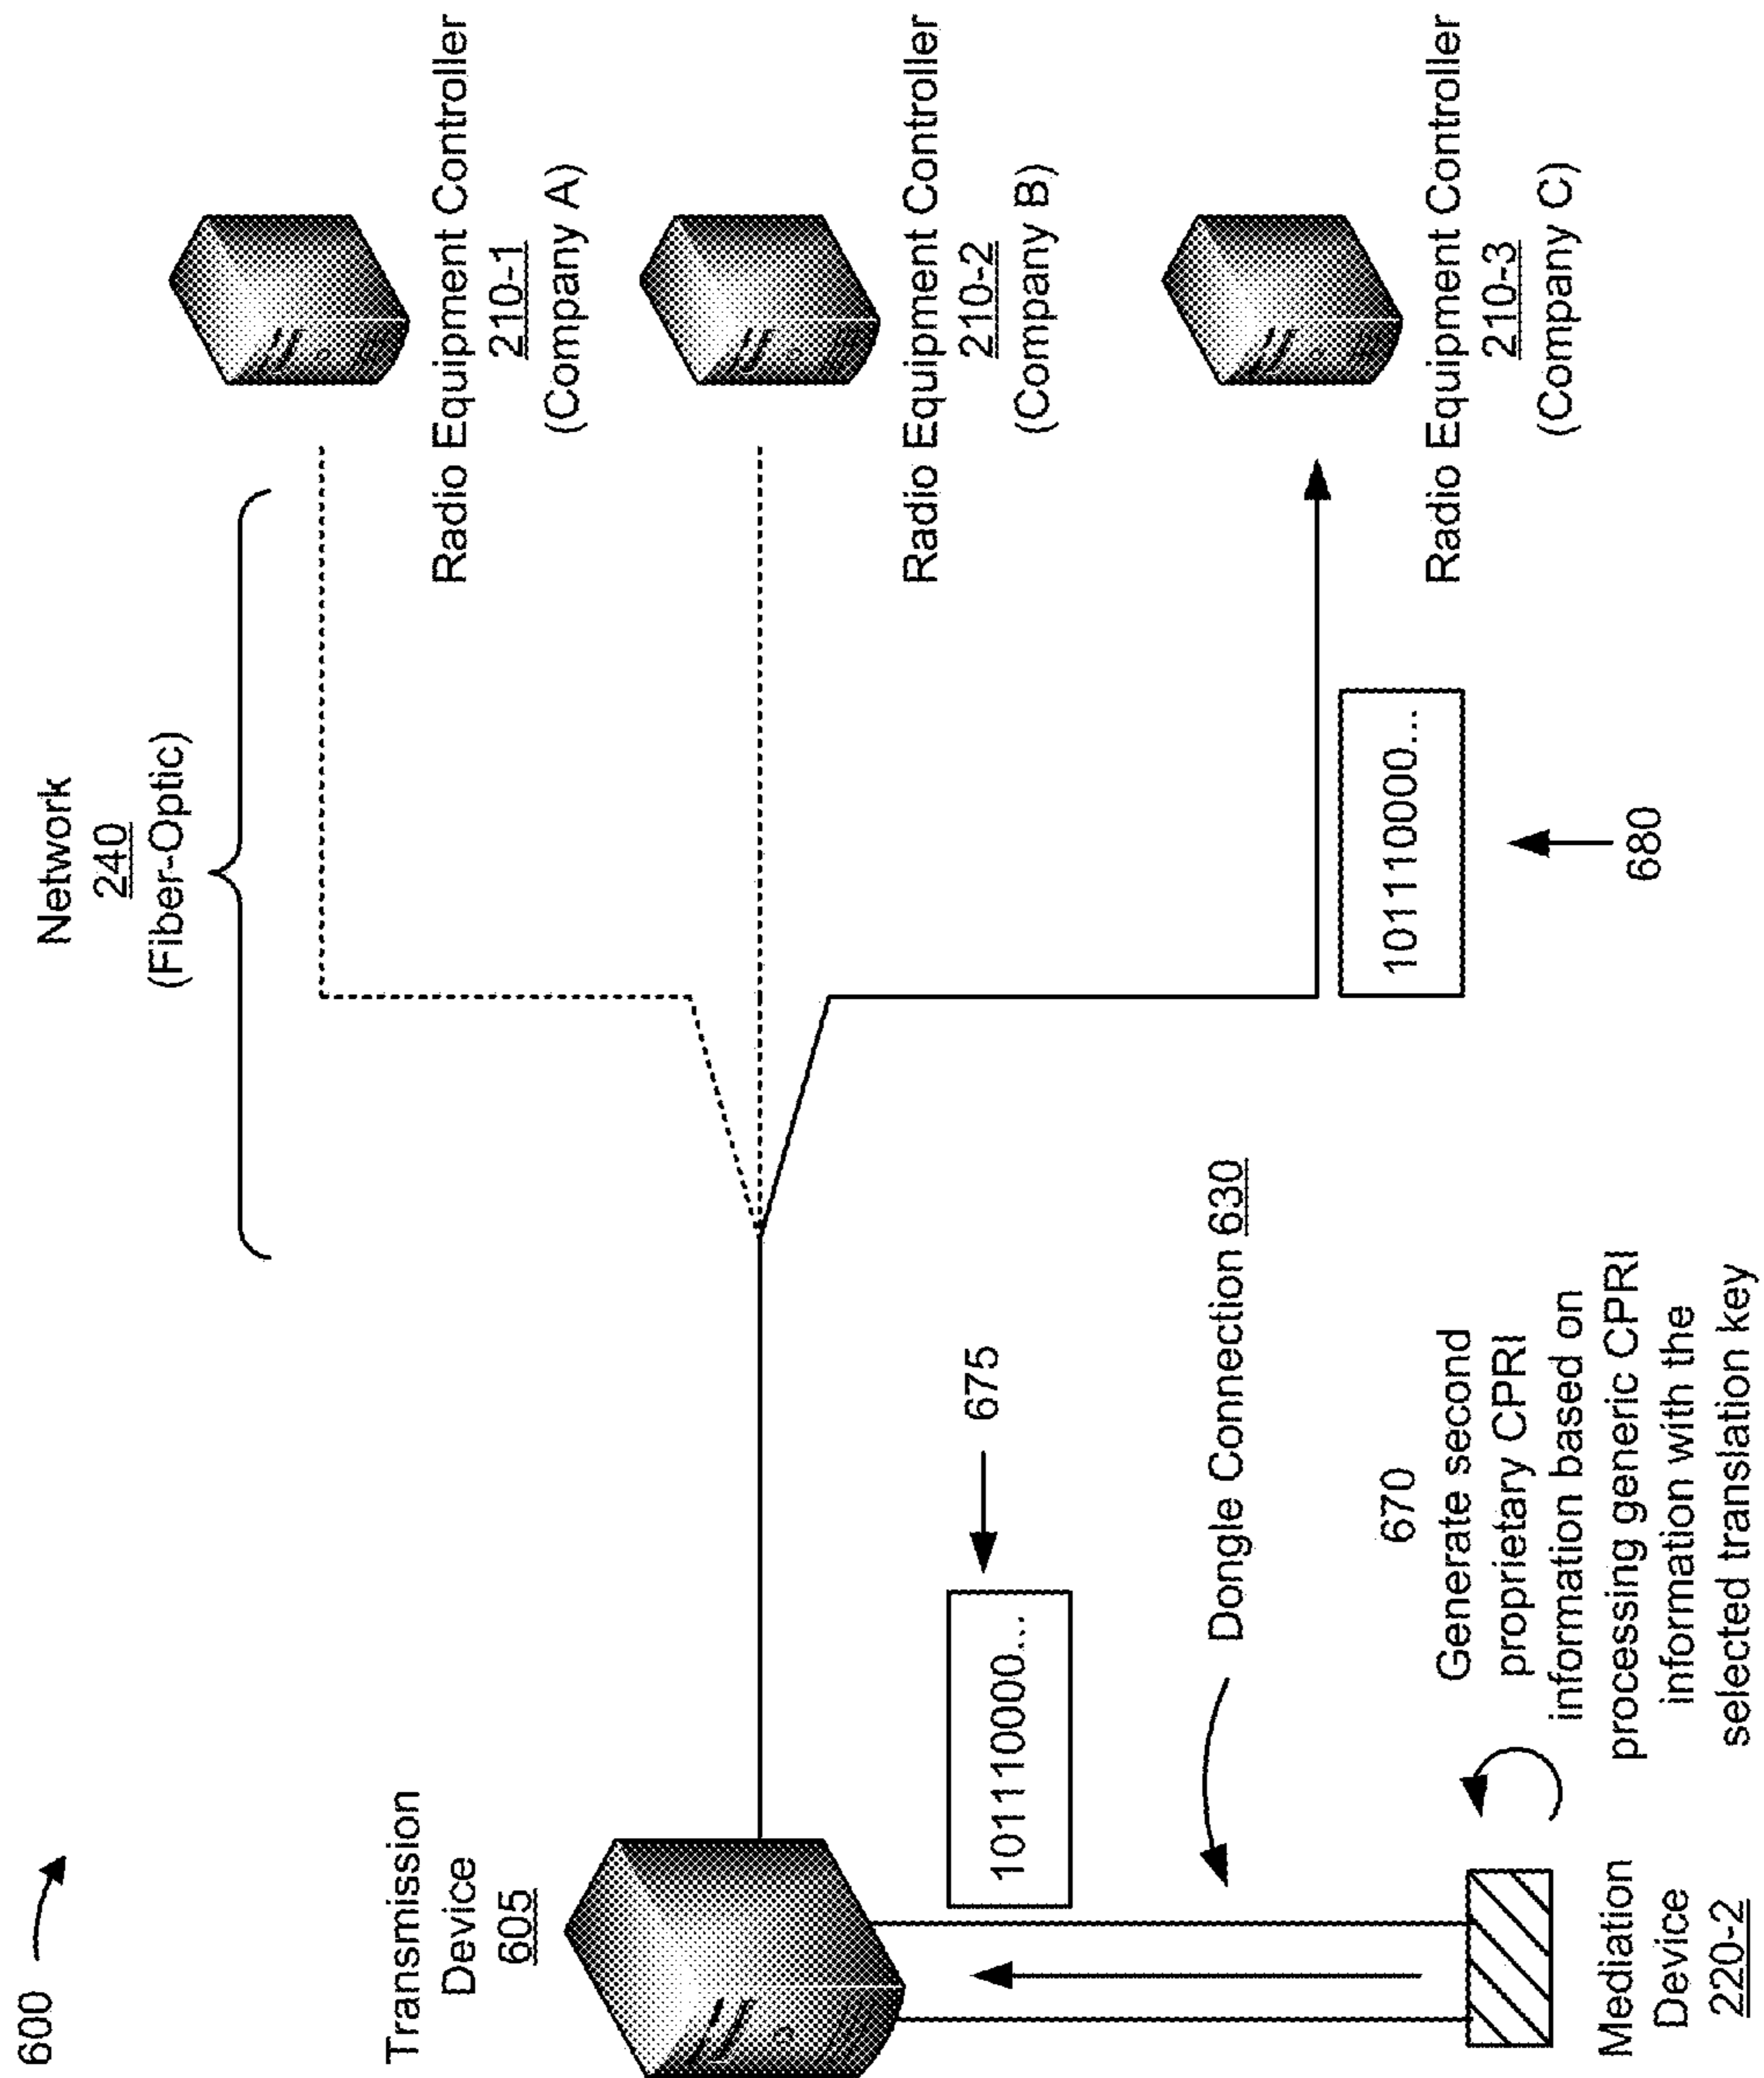 600
Network
240
(Fiber-Optic)
Transmission
Device
605
Radio Equipment Controller
210-1
(Company A)
Radio Equipment Controller
210-2
(Company B)
101110000...
675
Dongle Connection 630
101110000...
680
Radio Equipment Controller
210-3
(Company C)
Mediation
Device
220-2
670
Generate second
proprietary CPRI
information based on
processing generic CPRI
information with the
selected translation key